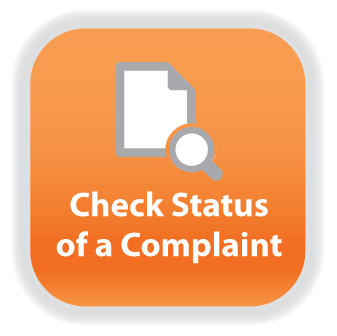 Check Status
of a Complaint